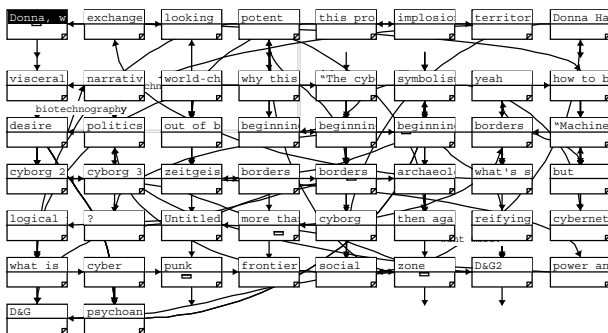 Donna, w exchange looking potent this pro implosio territor Donna Ha
visceral narrativ world-ch why this "The cyb symbolis yeah how to b
biotechnography
desire politics out of b beginnin beginnin beginnin borders "Machine
cyborg 2 cyborg 3 zeitgeis borders borders archaeol what's s but
logical ? Untitled more tha cyborg then aga reifying cybernet
what is cyber punk frontier social zone D&G2 power an
D&G psychoan